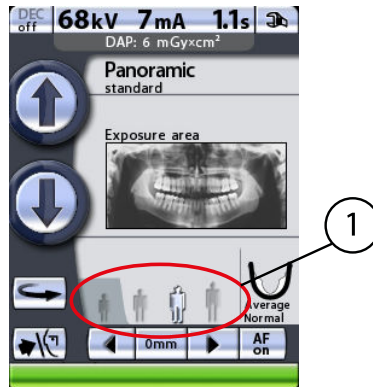 DEC off 68kV 7mA 1.1s
DAP: 6 mGy×cm²
Panoramic
standard
Exposure area
1
Average
Normal
0mm AF on